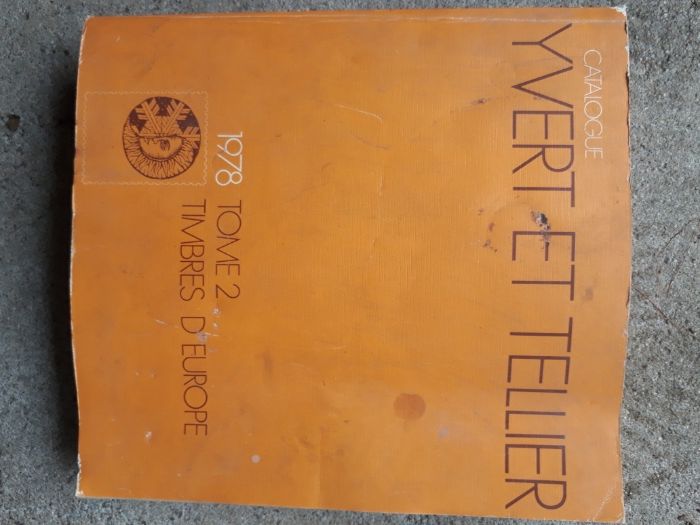 CATALOGUE
YVERT ET TELLIER
1978 TOME 2
TIMBRES D'EUROPE